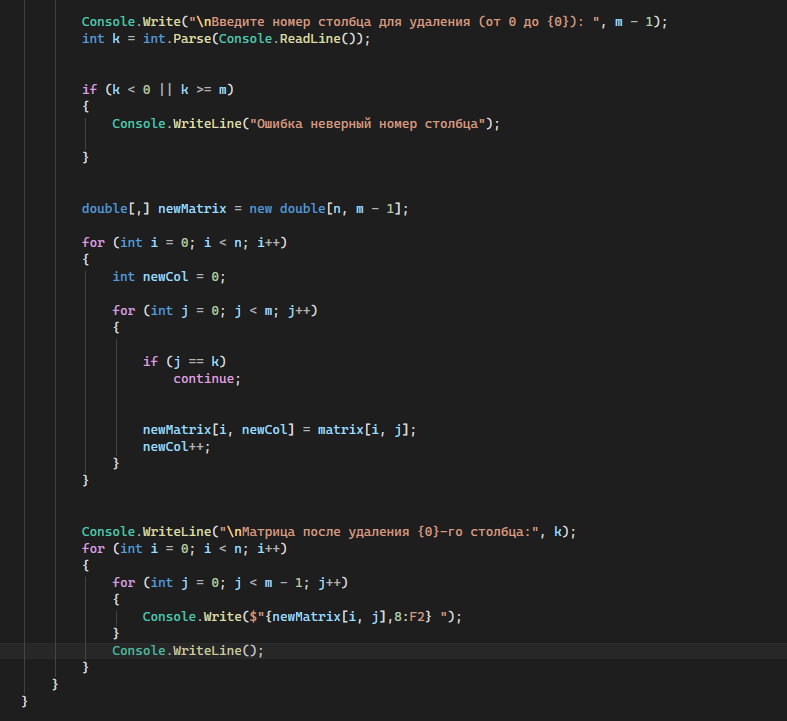 Console.Write("\nВведите номер столбца для удаления (от 0 до {0}): ", m - 1);
int k = int.Parse(Console.ReadLine());
if (k < 0 || k >= m)
{
Console.WriteLine("Ошибка неверный номер столбца");
}
double[,] newMatrix = new double[n, m - 1];
for (int i = 0; i < n; i++)
{
int newCol = 0;
for (int j = 0; j < m; j++)
{
if (j == k)
continue;
newMatrix[i, newCol] = matrix[i, j];
newCol++;
}
}
Console.WriteLine("\nМатрица после удаления {0}-го столбца:", k);
for (int i = 0; i < n; i++)
{
for (int j = 0; j < m - 1; j++)
{
Console.Write($"{newMatrix[i, j],8:F2} ");
}
Console.WriteLine();
}
}
}